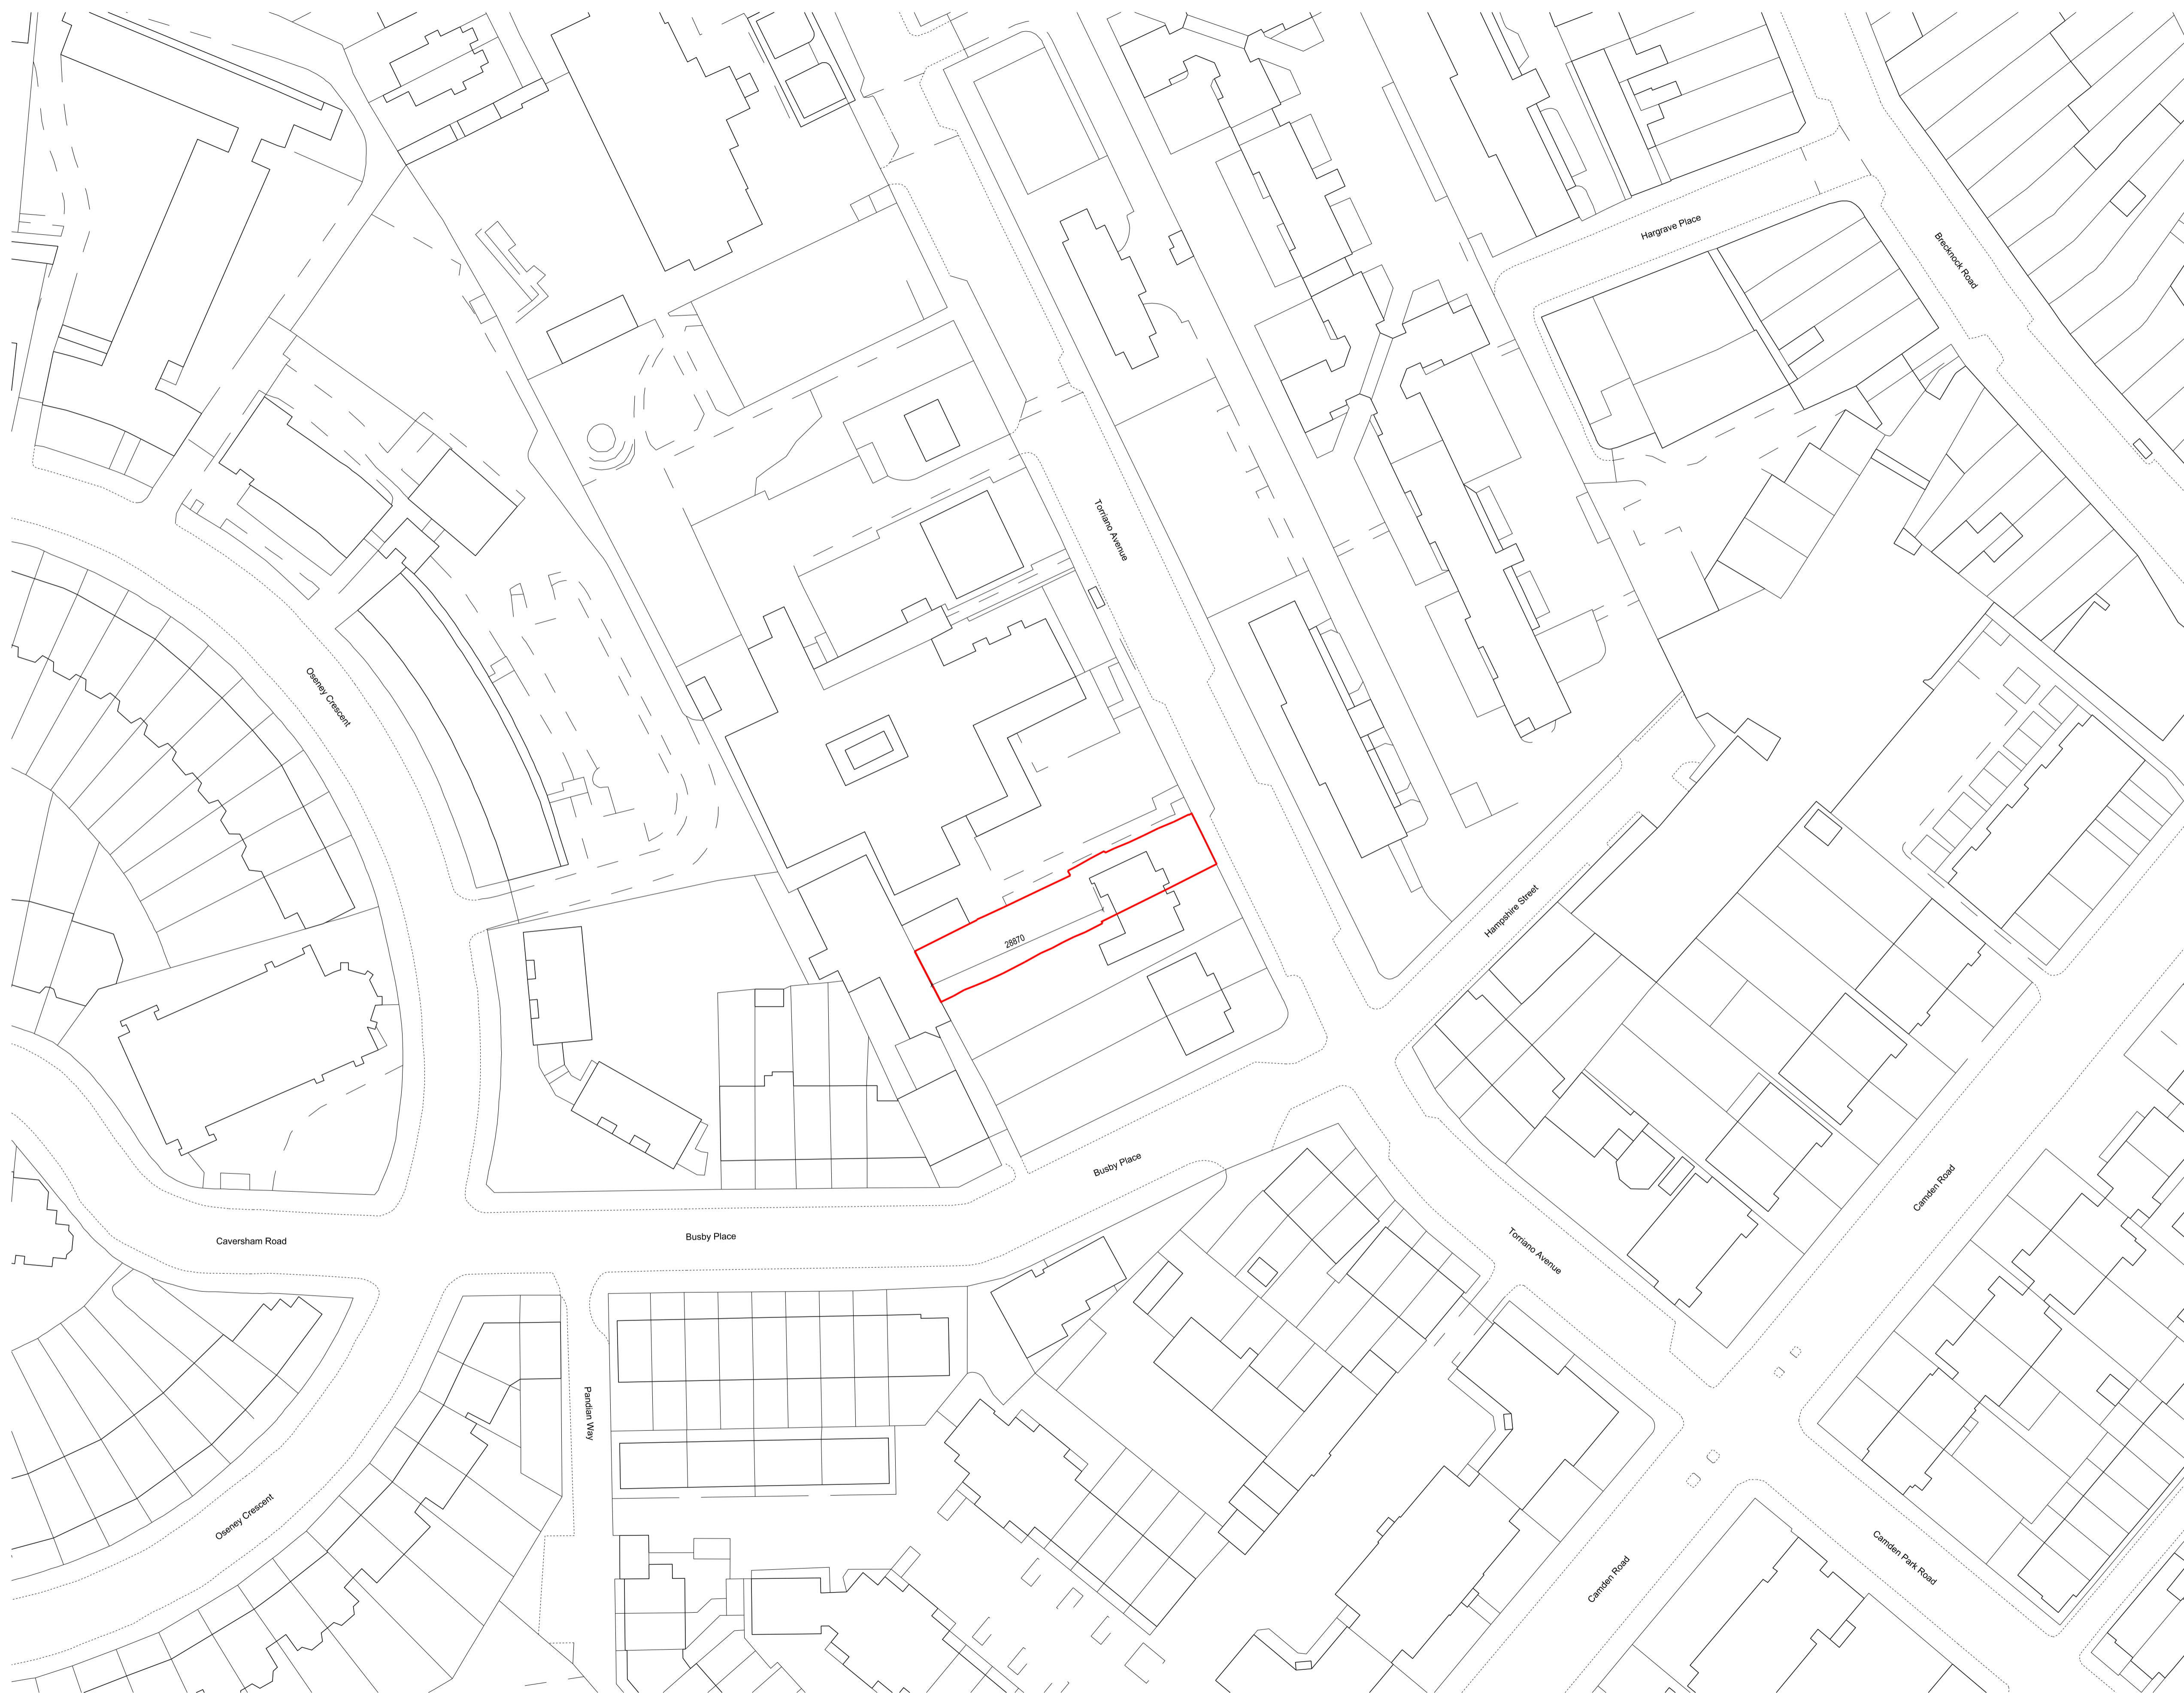 Hargrave Place
Brecknock Road
Torriano Avenue
Oseney Crescent
28870
Hampshire Street
Busby Place
Camden Road
Busby Place
Caversham Road
Torriano Avenue
Pandian Way
Oseney Crescent
Camden Road
Camden Park Road